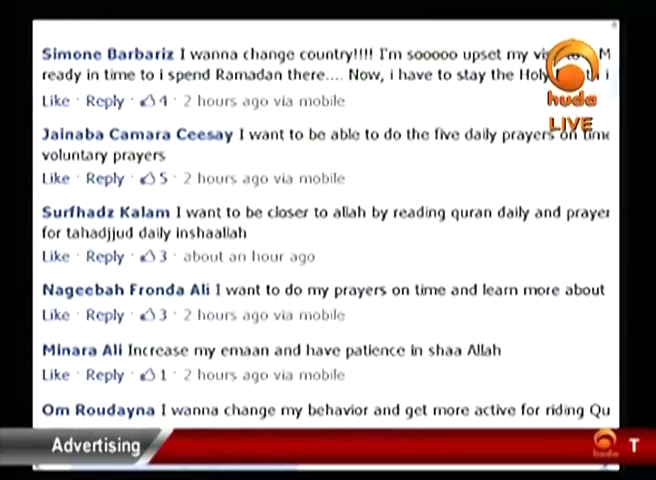 Simone Barbariz I wanna change country!!!! I'm sooooo upset my M
ready in time to i spend Ramadan there.... Now, i have to stay the Holy i
Like · Reply · 4 · 2 hours ago via mobile
huda
LIVE
Jainaba Camara Ceesay I want to be able to do the five daily prayers on time
voluntary prayers
Like · Reply · 5 · 2 hours ago via mobile
Surfhadz Kalam I want to be closer to allah by reading quran daily and prayer
for tahadjjud daily inshaallah
Like · Reply · 3 · about an hour ago
Nageebah Fronda Ali I want to do my prayers on time and learn more about
Like · Reply · 3 · 2 hours ago via mobile
Minara Ali Increase my emaan and have patience in shaa Allah
Like · Reply · 1 · 2 hours ago via mobile
Om Roudayna I wanna change my behavior and get more active for riding Qu
Advertising
huda
T